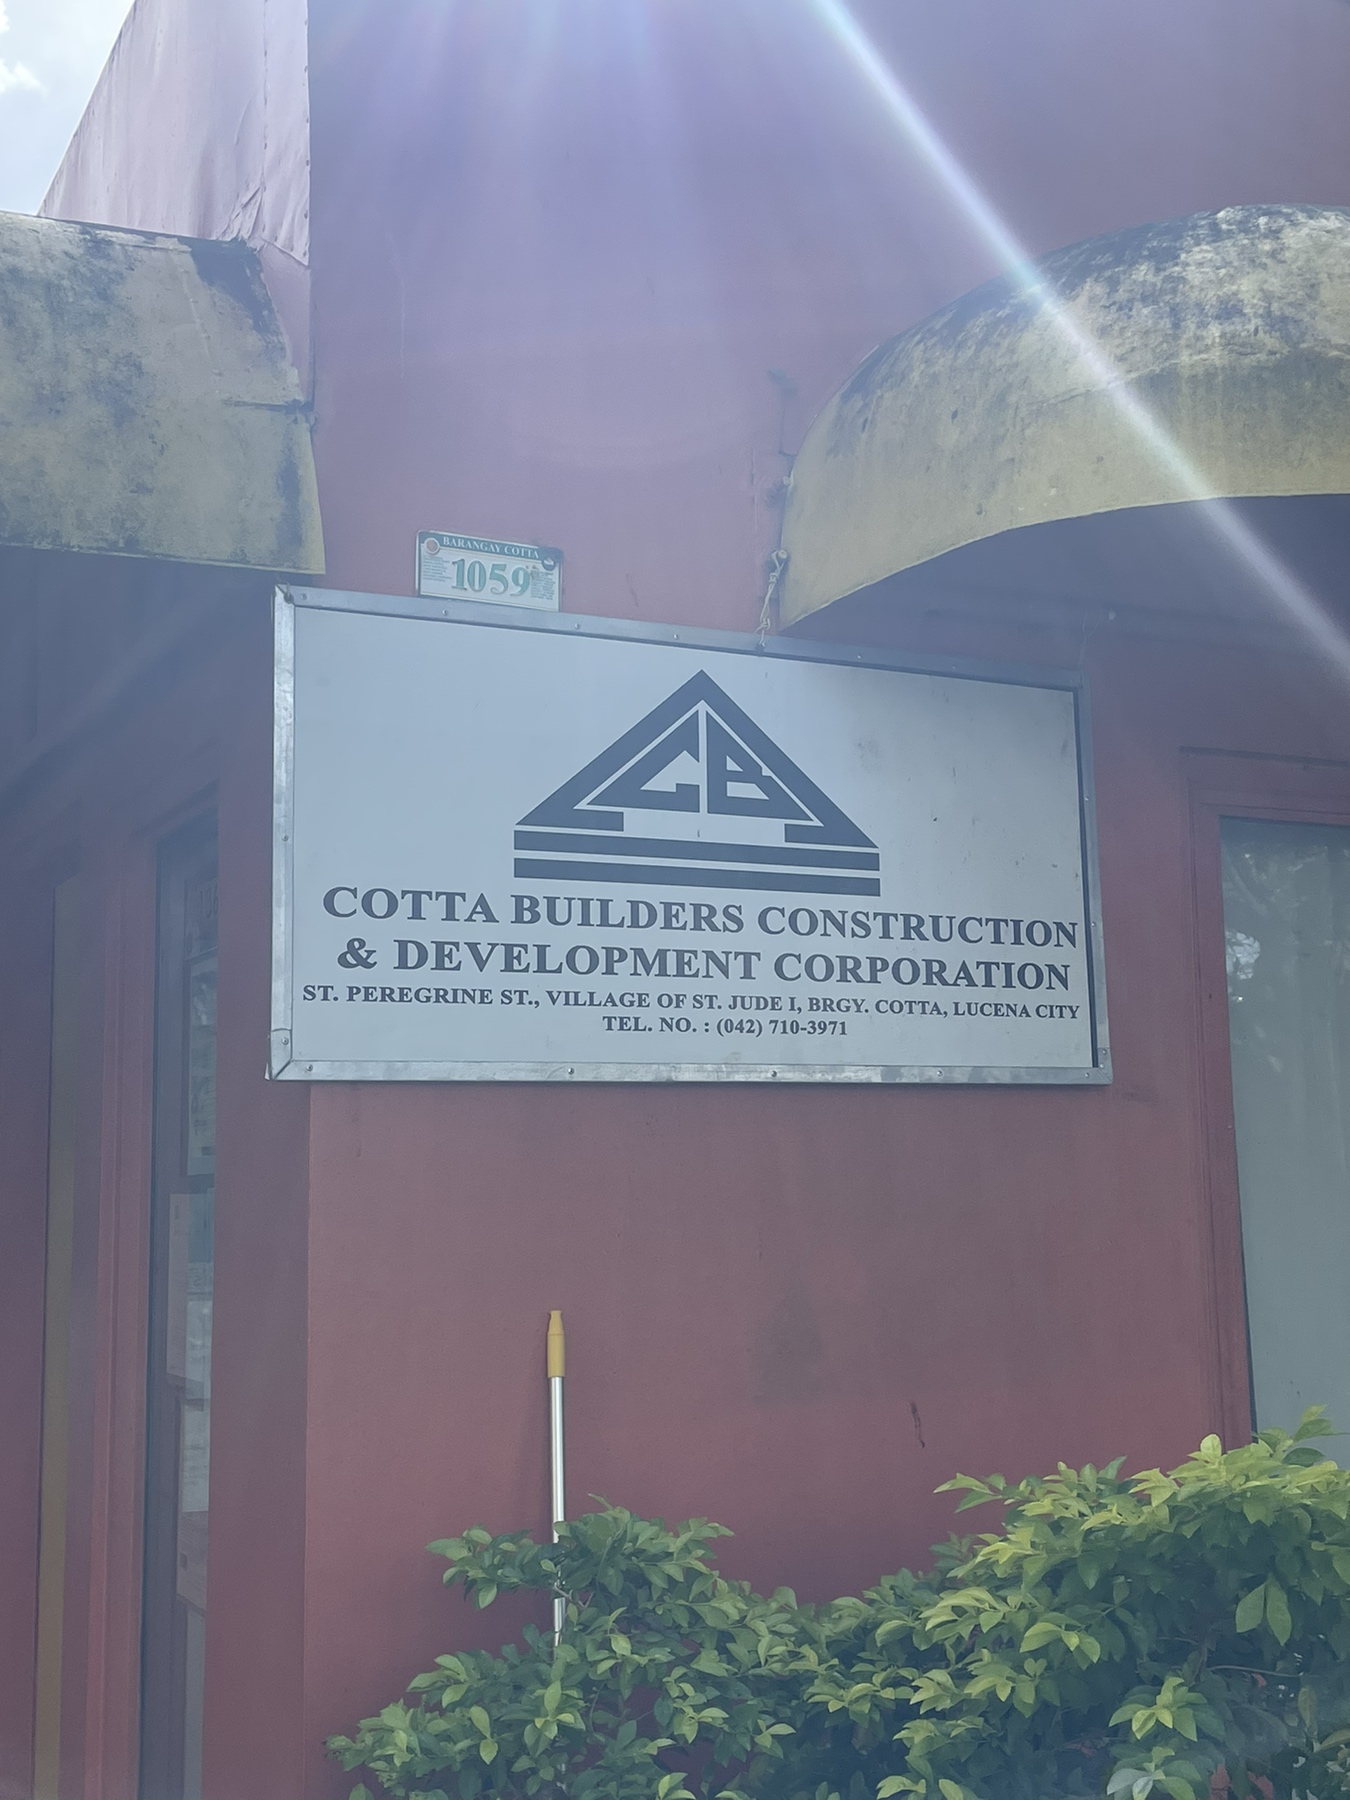 BARANGAY COTTA
1059
CB
COTTA BUILDERS CONSTRUCTION
& DEVELOPMENT CORPORATION
ST. PEREGRINE ST., VILLAGE OF ST. JUDE I, BRGY. COTTA, LUCENA CITY
TEL. NO. : (042) 710-3971